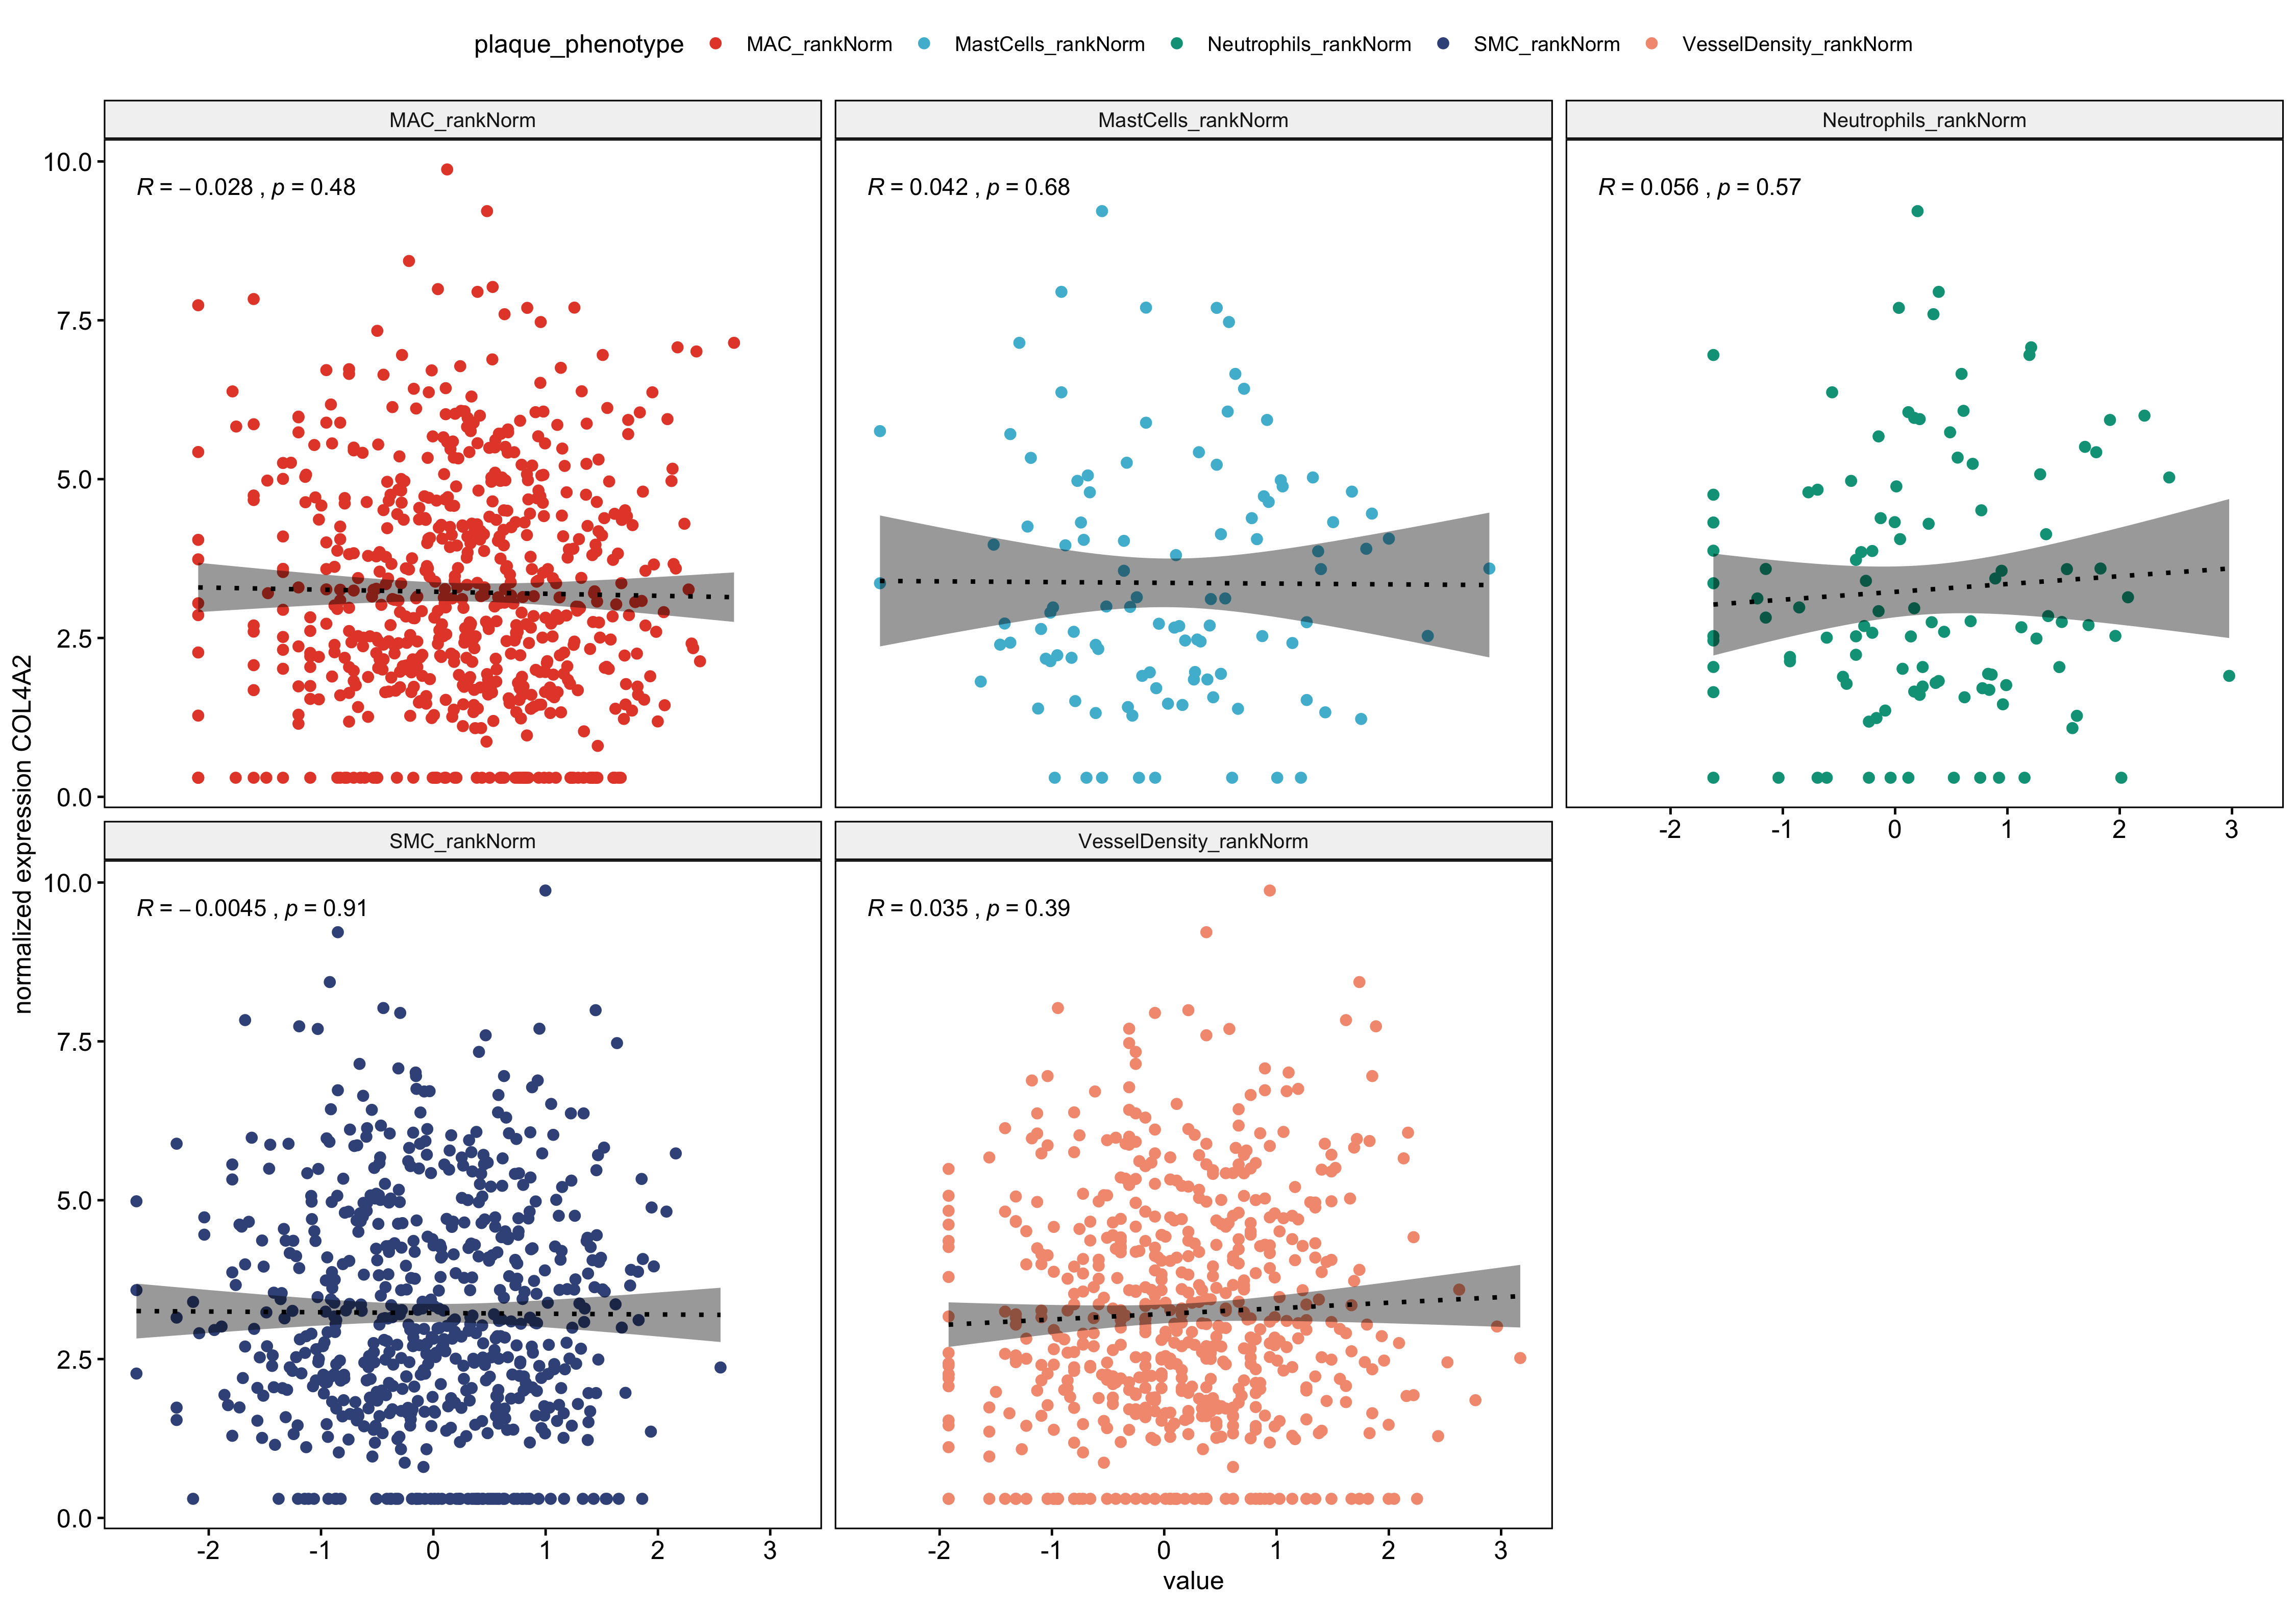 plaque_phenotype MAC_rankNorm MastCells_rankNorm Neutrophils_rankNorm SMC_rankNorm VesselDensity_rankNorm
MAC_rankNorm MastCells_rankNorm Neutrophils_rankNorm
R = −0.028 , p = 0.48 R = 0.042 , p = 0.68 R = 0.056 , p = 0.57
10.0
7.5
5.0
2.5
0.0
-2 -1 0 1 2 3
normalized expression COL4A2
SMC_rankNorm VesselDensity_rankNorm
R = −0.0045 , p = 0.91 R = 0.035 , p = 0.39
10.0
7.5
5.0
2.5
0.0
-2 -1 0 1 2 3 -2 -1 0 1 2 3
value